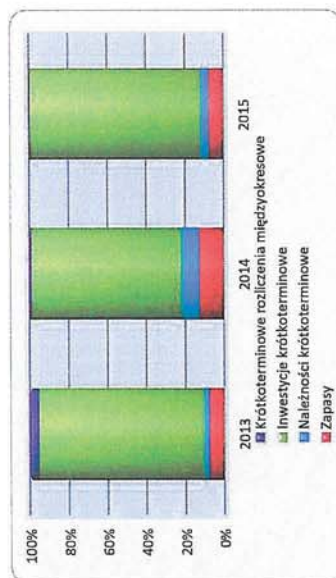 100%
80%
60%
40%
20%
0%
2013
2014
2015
Krótkoterminowe rozliczenia międzyokresowe
Inwestycje krótkoterminowe
Należności krótkoterminowe
Zapasy